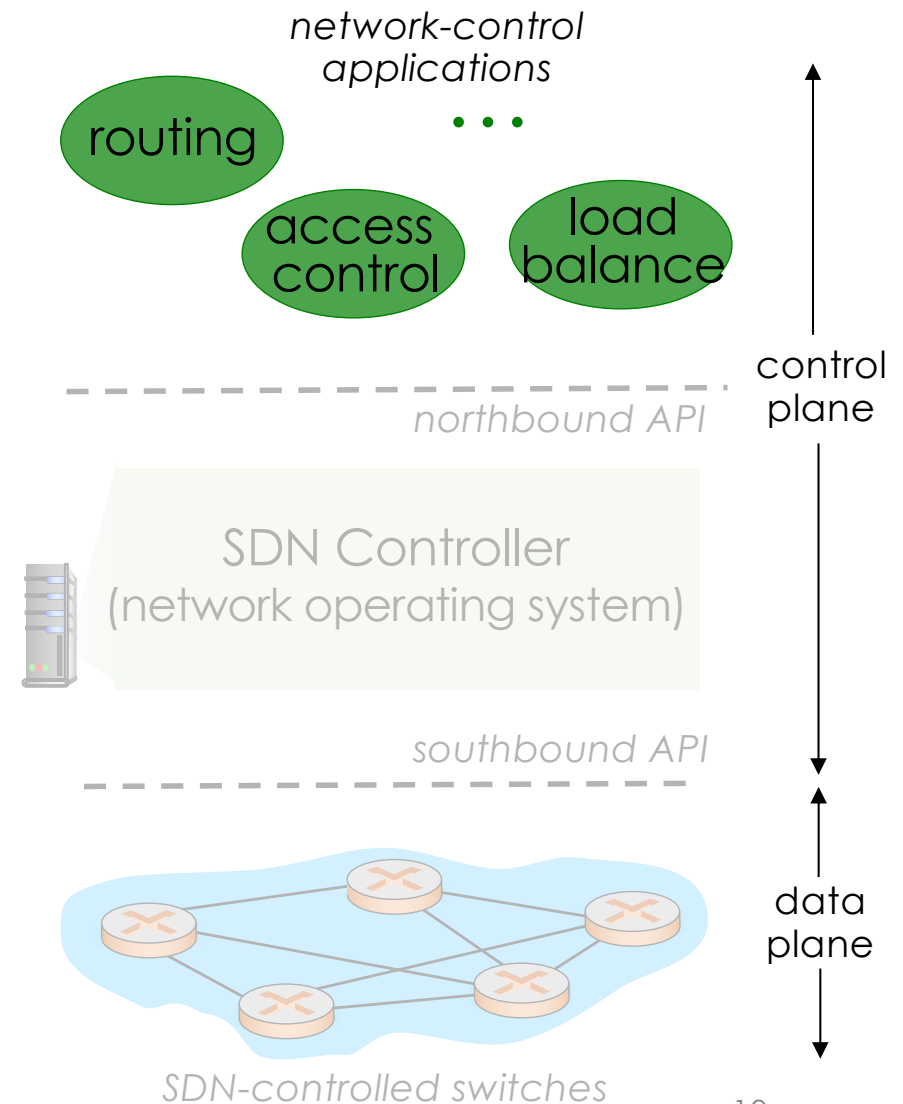 network-control
applications
routing
• • •
access
control
load
balance
control
plane
northbound API
SDN Controller
(network operating system)
southbound API
data
plane
SDN-controlled switches